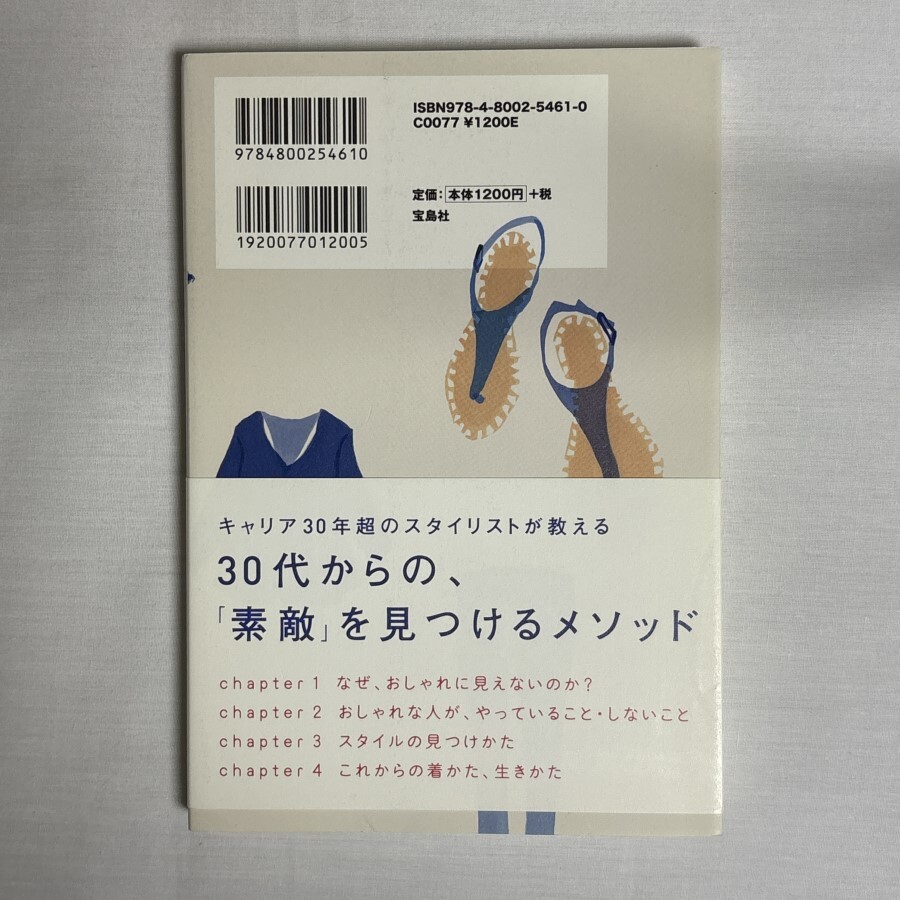 ISBN978-4-8002-5461-0
C0077 ¥1200E
9784800254610
定価：本体1200円+税
宝島社
1920077012005
キャリア30年超のスタイリストが教える
30代からの、
「素敵」を見つけるメソッド
chapter 1 なぜ、おしゃれに見えないのか？
chapter 2 おしゃれな人が、やっていること・しないこと
chapter 3 スタイルの見つけかた
chapter 4 これからの着かた、生きかた